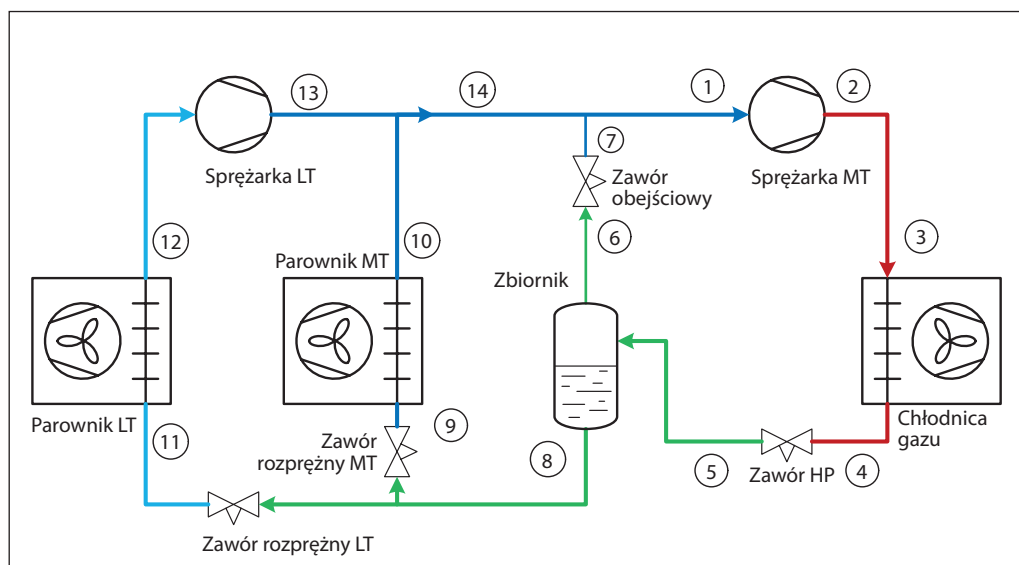 13
14
1
2
Sprężarka LT
7
Zawór
obejściowy
Sprężarka MT
12
10
6
3
Parownik MT
Zbiornik
Parownik LT
11
9
Zawór
rozprężny MT
8
5
Zawór HP
4
Chłodnica
gazu
Zawór rozprężny LT